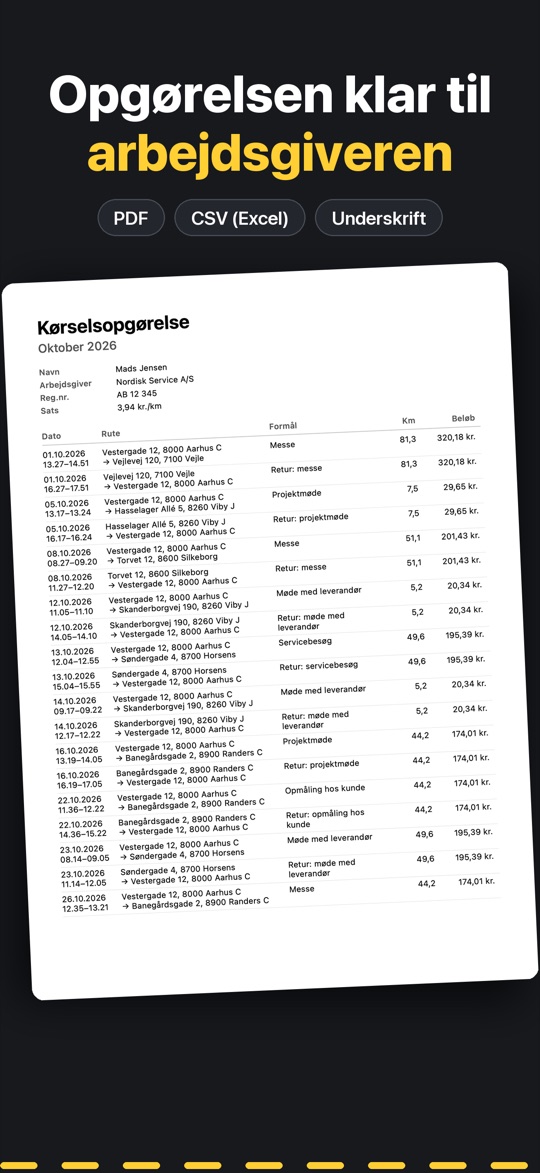 Opgørelsen klar til
arbejdsgiveren
PDF
CSV (Excel)
Underskrift
Kørselsopgørelse
Oktober 2026
Navn Mads Jensen
Arbejdsgiver Nordisk Service A/S
Reg.nr. AB 12 345
Sats 3,94 kr./km
Dato Rute Formål Km Beløb
01.10.2026 Vestergade 12, 8000 Aarhus C Messe 81,3 320,18 kr.
13.27–14.51 → Vejlevej 120, 7100 Vejle
01.10.2026 Vejlevej 120, 7100 Vejle Retur: messe 81,3 320,18 kr.
16.27–17.51 → Vestergade 12, 8000 Aarhus C
05.10.2026 Vestergade 12, 8000 Aarhus C Projektmøde 7,5 29,65 kr.
13.17–13.24 → Hasselager Allé 5, 8260 Viby J
05.10.2026 Hasselager Allé 5, 8260 Viby J Retur: projektmøde 7,5 29,65 kr.
16.17–16.24 → Vestergade 12, 8000 Aarhus C
08.10.2026 Vestergade 12, 8000 Aarhus C Messe 51,1 201,43 kr.
08.27–09.20 → Torvet 12, 8600 Silkeborg
08.10.2026 Torvet 12, 8600 Silkeborg Retur: messe 51,1 201,43 kr.
11.27–12.20 → Vestergade 12, 8000 Aarhus C
12.10.2026 Vestergade 12, 8000 Aarhus C Møde med leverandør 5,2 20,34 kr.
11.05–11.10 → Skanderborgvej 190, 8260 Viby J
12.10.2026 Skanderborgvej 190, 8260 Viby J Retur: møde med 5,2 20,34 kr.
14.05–14.10 → Vestergade 12, 8000 Aarhus C leverandør
13.10.2026 Vestergade 12, 8000 Aarhus C Servicebesøg 49,6 195,39 kr.
12.04–12.55 → Søndergade 4, 8700 Horsens
13.10.2026 Søndergade 4, 8700 Horsens Retur: servicebesøg 49,6 195,39 kr.
15.04–15.55 → Vestergade 12, 8000 Aarhus C
14.10.2026 Vestergade 12, 8000 Aarhus C Møde med leverandør 5,2 20,34 kr.
09.17–09.22 → Skanderborgvej 190, 8260 Viby J
14.10.2026 Skanderborgvej 190, 8260 Viby J Retur: møde med 5,2 20,34 kr.
12.17–12.22 → Vestergade 12, 8000 Aarhus C leverandør
16.10.2026 Vestergade 12, 8000 Aarhus C Projektmøde 44,2 174,01 kr.
13.19–14.05 → Banegårdsgade 2, 8900 Randers C
16.10.2026 Banegårdsgade 2, 8900 Randers C Retur: projektmøde 44,2 174,01 kr.
16.19–17.05 → Vestergade 12, 8000 Aarhus C
22.10.2026 Vestergade 12, 8000 Aarhus C Opmåling hos kunde 44,2 174,01 kr.
11.36–12.22 → Banegårdsgade 2, 8900 Randers C
22.10.2026 Banegårdsgade 2, 8900 Randers C Retur: opmåling hos 44,2 174,01 kr.
14.36–15.22 → Vestergade 12, 8000 Aarhus C kunde
23.10.2026 Vestergade 12, 8000 Aarhus C Møde med leverandør 49,6 195,39 kr.
08.14–09.05 → Søndergade 4, 8700 Horsens
23.10.2026 Søndergade 4, 8700 Horsens Retur: møde med 49,6 195,39 kr.
11.14–12.05 → Vestergade 12, 8000 Aarhus C leverandør
26.10.2026 Vestergade 12, 8000 Aarhus C Messe 44,2 174,01 kr.
12.35–13.21 → Banegårdsgade 2, 8900 Randers C